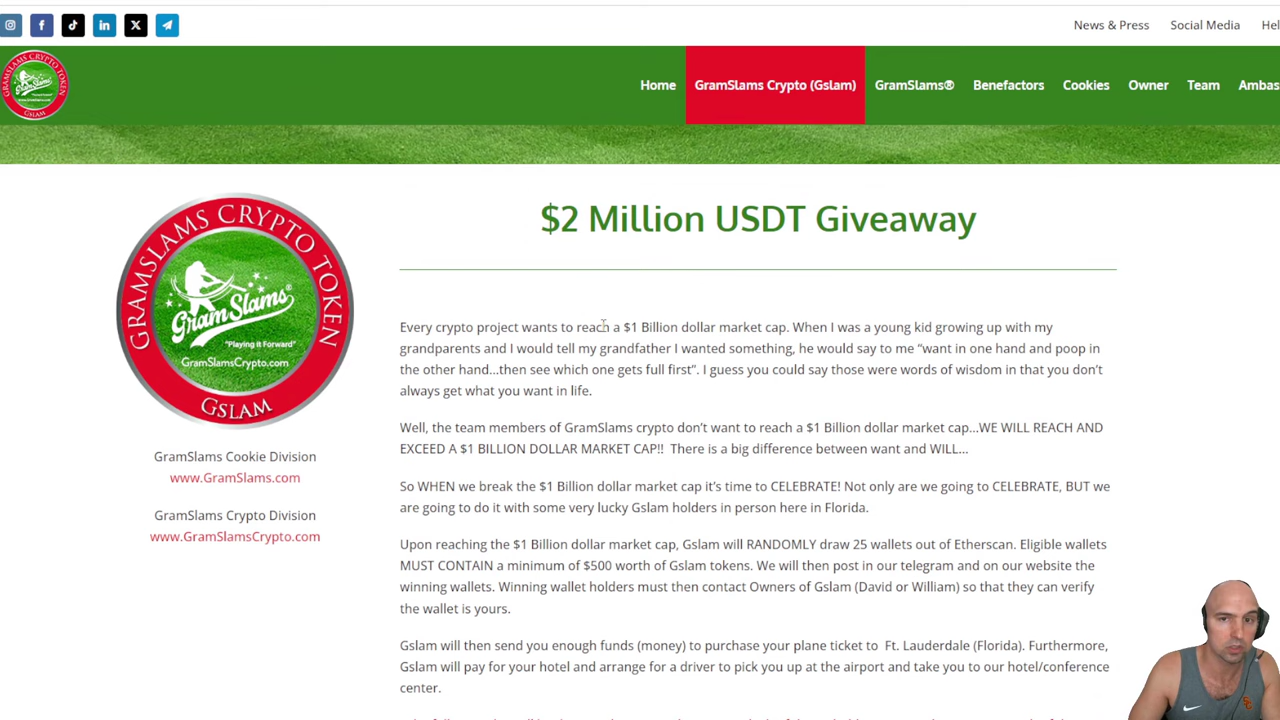 News & Press Social Media Hel
Home GramSlams Crypto (Gslam) GramSlams® Benefactors Cookies Owner Team Ambas
GRAMSLAMS CRYPTO TOKEN
GramSlams
GSLAM
$2 Million USDT Giveaway
GRAMSLAMS CRYPTO TOKEN
GramSlams®
"Playing it Forward"
GramSlamsCrypto.com
GSLAM
GramSlams Cookie Division
www.GramSlams.com
GramSlams Crypto Division
www.GramSlamsCrypto.com
Every crypto project wants to reach a $1 Billion dollar market cap. When I was a young kid growing up with my
grandparents and I would tell my grandfather I wanted something, he would say to me “want in one hand and poop in
the other hand...then see which one gets full first”. I guess you could say those were words of wisdom in that you don’t
always get what you want in life.
Well, the team members of GramSlams crypto don’t want to reach a $1 Billion dollar market cap...WE WILL REACH AND
EXCEED A $1 BILLION DOLLAR MARKET CAP!! There is a big difference between want and WILL...
So WHEN we break the $1 Billion dollar market cap it’s time to CELEBRATE! Not only are we going to CELEBRATE, BUT we
are going to do it with some very lucky Gslam holders in person here in Florida.
Upon reaching the $1 Billion dollar market cap, Gslam will RANDOMLY draw 25 wallets out of Etherscan. Eligible wallets
MUST CONTAIN a minimum of $500 worth of Gslam tokens. We will then post in our telegram and on our website the
winning wallets. Winning wallet holders must then contact Owners of Gslam (David or William) so that they can verify
the wallet is yours.
Gslam will then send you enough funds (money) to purchase your plane ticket to Ft. Lauderdale (Florida). Furthermore,
Gslam will pay for your hotel and arrange for a driver to pick you up at the airport and take you to our hotel/conference
center.